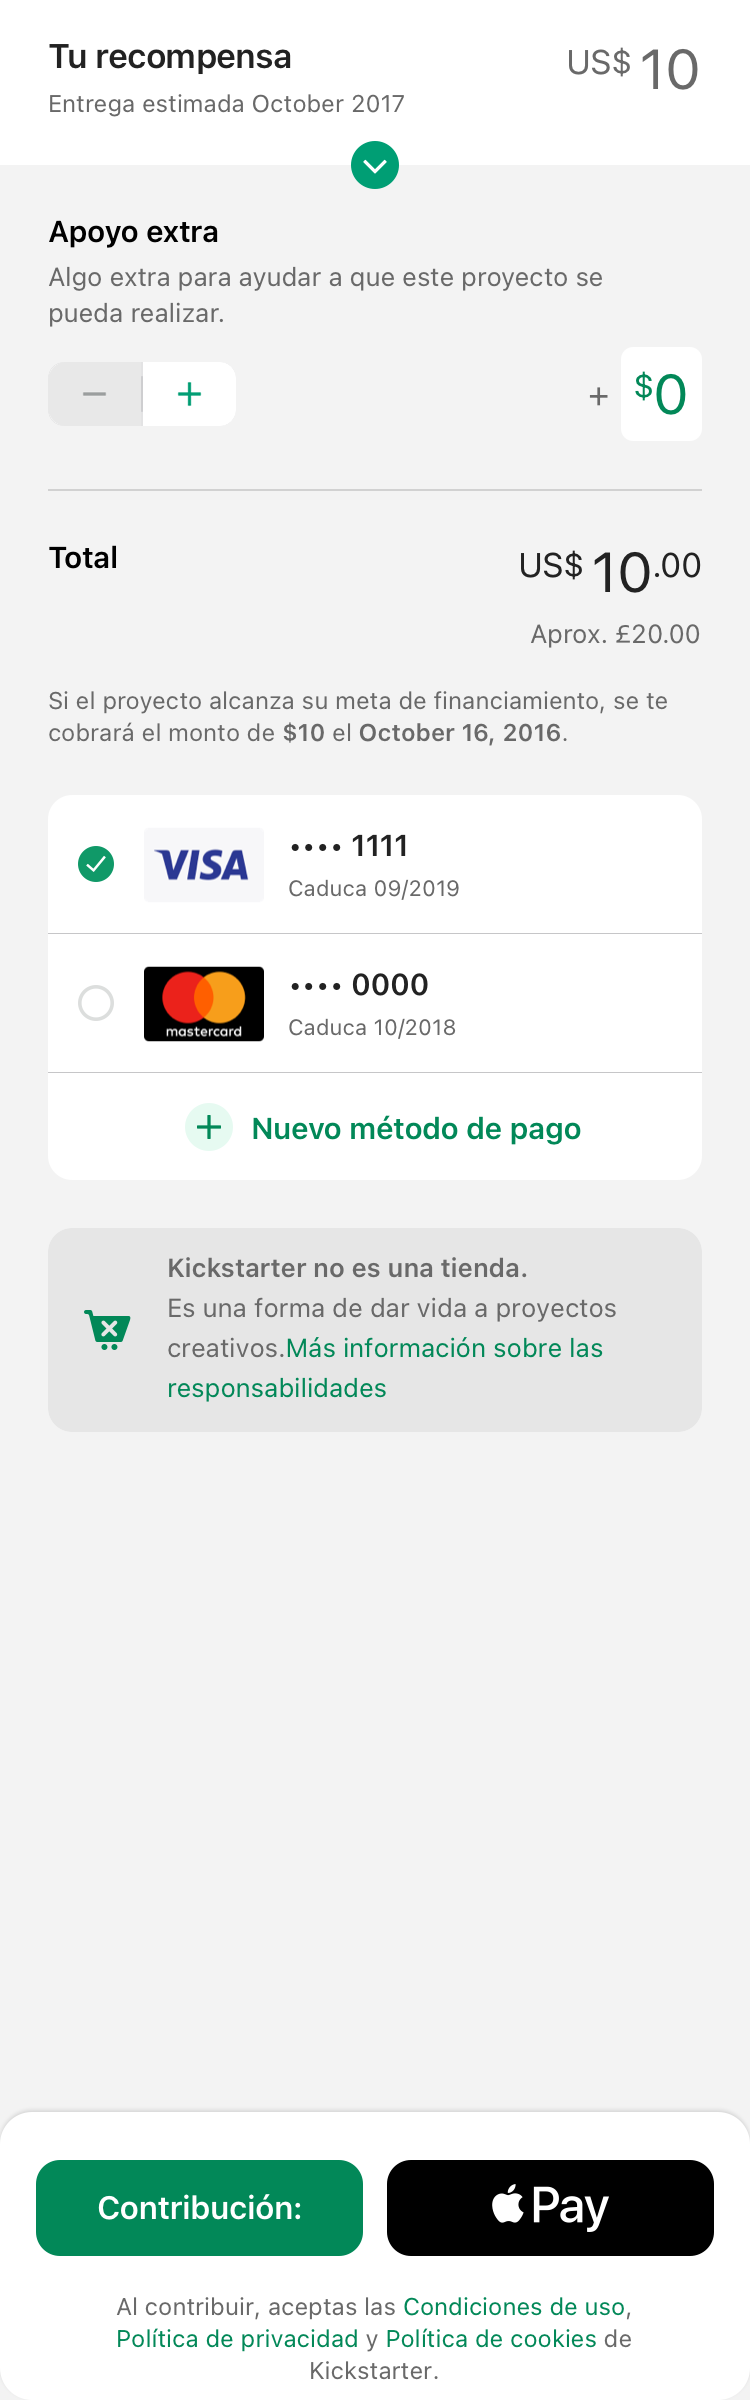 Tu recompensa
US$ 10
Entrega estimada October 2017
Apoyo extra
Algo extra para ayudar a que este proyecto se
pueda realizar.
− +
+ $0
Total
US$ 10.00
Aprox. £20.00
Si el proyecto alcanza su meta de financiamiento, se te
cobrará el monto de $10 el October 16, 2016.
VISA
•••• 1111
Caduca 09/2019
mastercard
•••• 0000
Caduca 10/2018
+ Nuevo método de pago
Kickstarter no es una tienda.
Es una forma de dar vida a proyectos
creativos.Más información sobre las
responsabilidades
Contribución:
Pay
Al contribuir, aceptas las Condiciones de uso,
Política de privacidad y Política de cookies de
Kickstarter.